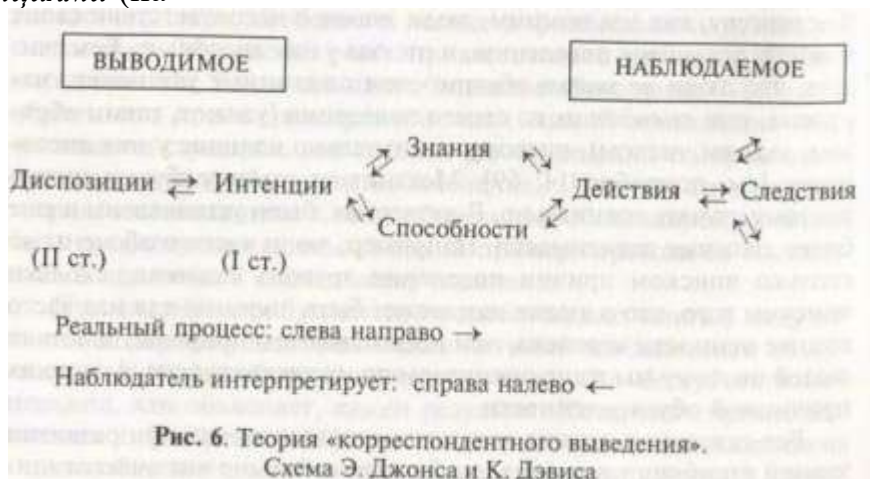 ВЫВОДИМОЕ
НАБЛЮДАЕМОЕ
Знания
Диспозиции ⇄ Интенции
Действия ⇄ Следствия
Способности
(II ст.) (I ст.)
Реальный процесс: слева направо →
Наблюдатель интерпретирует: справа налево ←
Рис. 6. Теория «корреспондентного выведения».
Схема Э. Джонса и К. Дэвиса